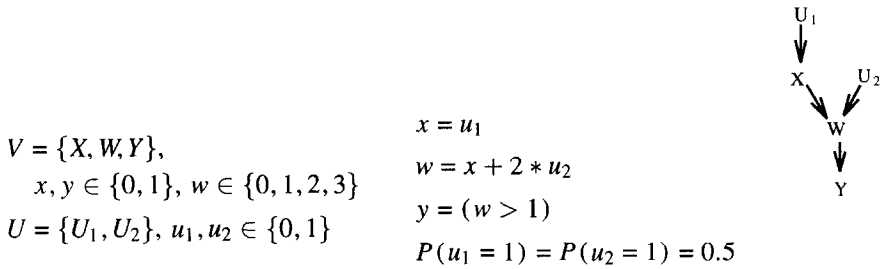 V = {X, W, Y},
x, y ∈ {0, 1}, w ∈ {0, 1, 2, 3}
U = {U₁, U₂}, u₁, u₂ ∈ {0, 1}
x = u₁
w = x + 2 * u₂
y = (w > 1)
P(u₁ = 1) = P(u₂ = 1) = 0.5
U₁
X U₂
W
Y